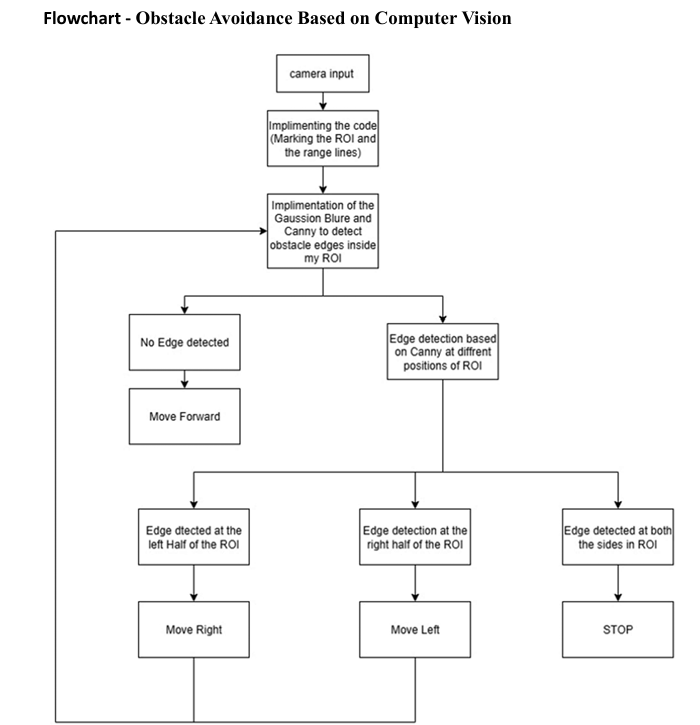 Flowchart - Obstacle Avoidance Based on Computer Vision
camera input
Implimenting the code
(Marking the ROI and
the range lines)
Implimentation of the
Gaussion Blure and
Canny to detect
obstacle edges inside
my ROI
No Edge detected
Edge detection based
on Canny at diffrent
positions of ROI
Move Forward
Edge dtected at the
left Half of the ROI
Edge detection at the
right half of the ROI
Edge detected at both
the sides in ROI
Move Right
Move Left
STOP